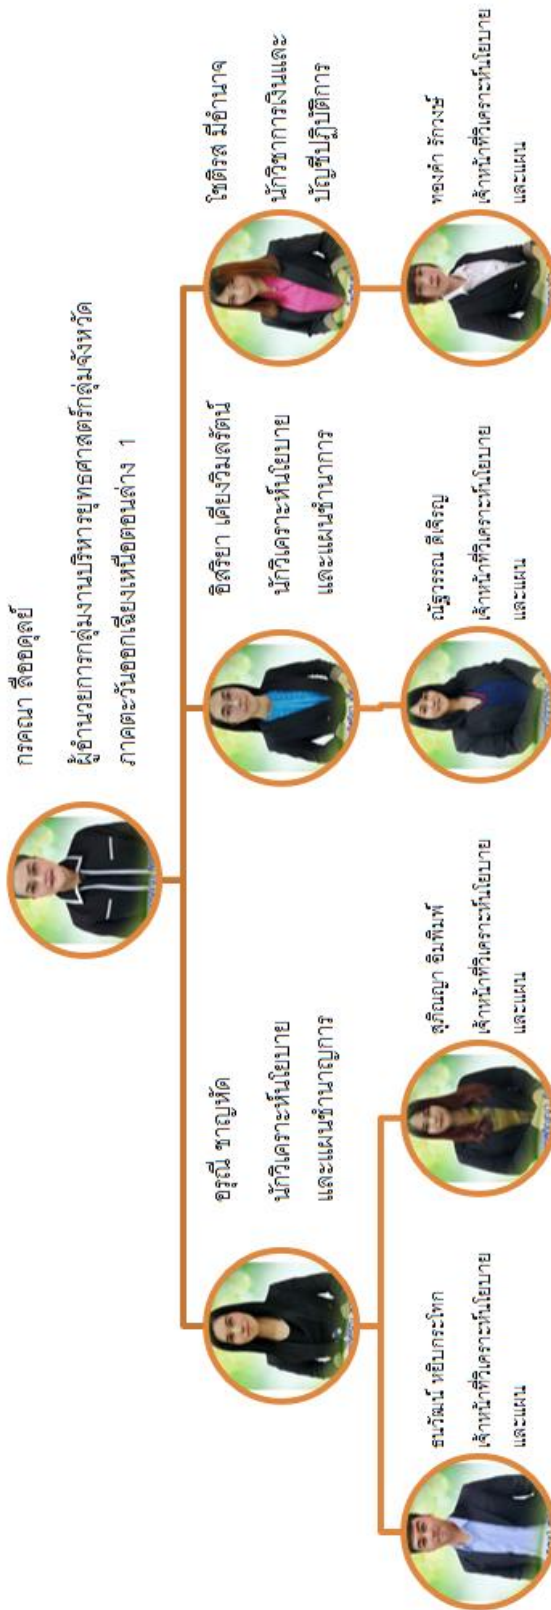 กรคณา ลือออดุลย์
ผู้อำนวยการกลุ่มงานบริหารยุทธศาสตร์กลุ่มจังหวัด
ภาคตะวันออกเฉียงเหนือตอนล่าง 1
อรุณี ชาญหัด
นักวิเคราะห์นโยบาย
และแผนชำนาญการ
อิสริยา เคียงวิมลรัตน์
นักวิเคราะห์นโยบาย
และแผนชำนาการ
โชติรส มีอำนาจ
นักวิชาการเงินและ
บัญชีปฏิบัติการ
ธนวัฒน์ หยิบกระโทก
เจ้าหน้าที่วิเคราะห์นโยบาย
และแผน
สุภิณญา อิมพิมพ์
เจ้าหน้าที่วิเคราะห์นโยบาย
และแผน
ณัฐวรรณ ดีเจริญ
เจ้าหน้าที่วิเคราะห์นโยบาย
และแผน
ทองคำ รักวงษ์
เจ้าหน้าที่วิเคราะห์นโยบาย
และแผน